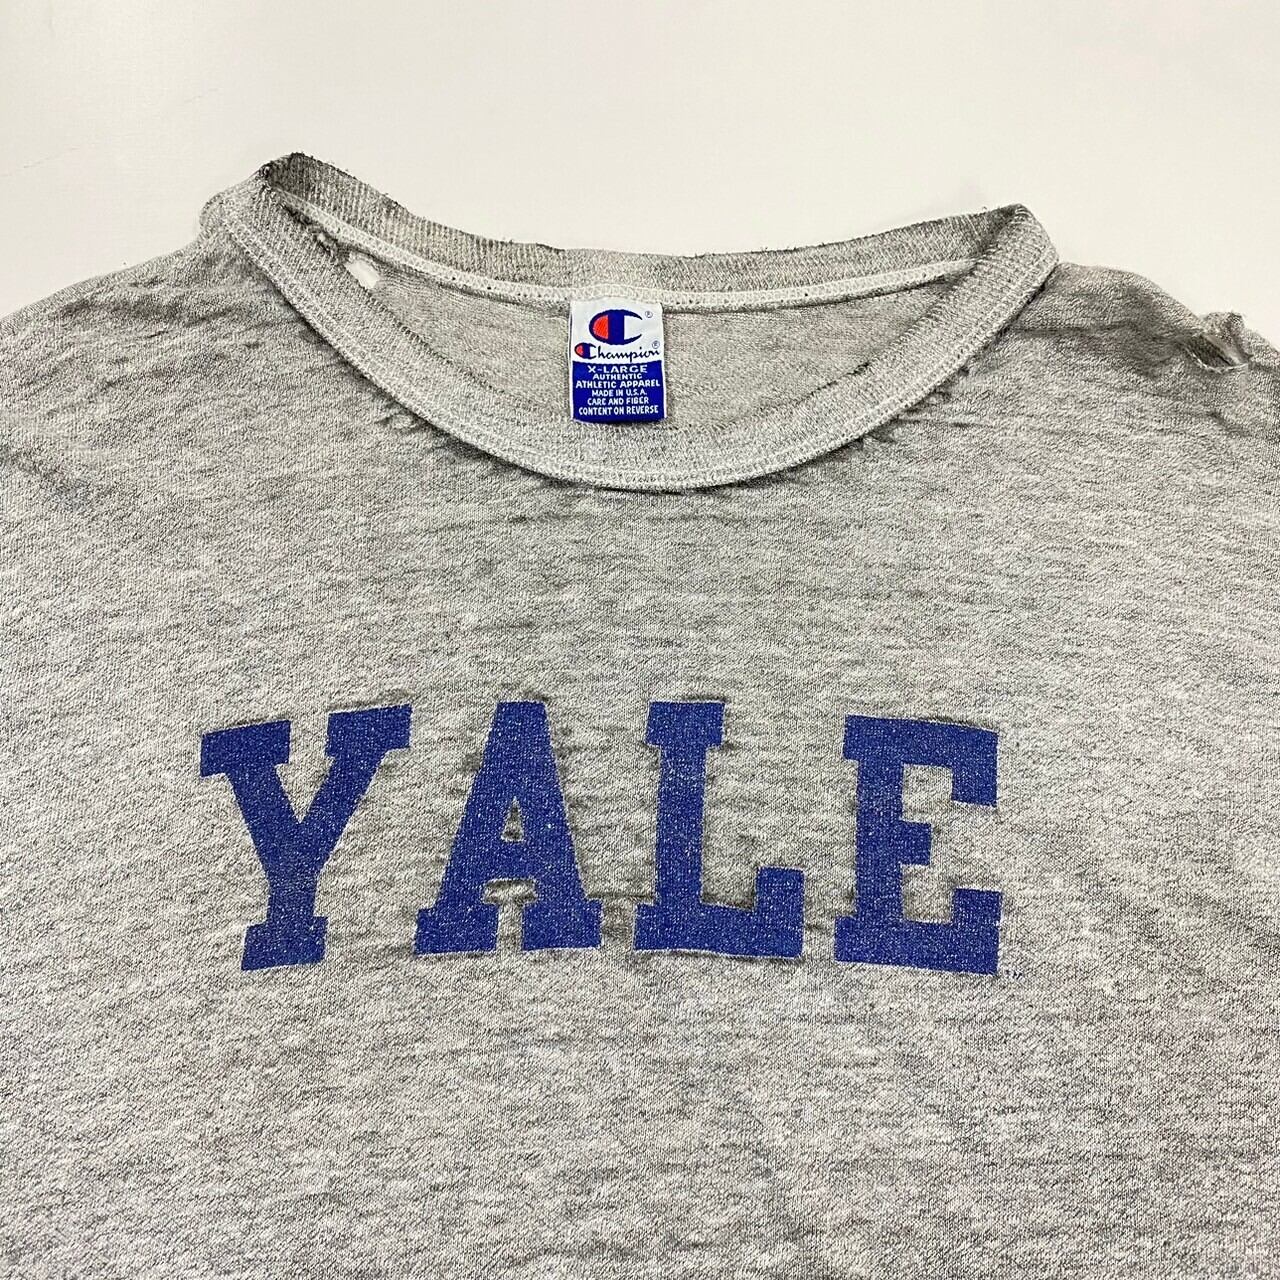 ®
Champion®
X-LARGE
AUTHENTIC
ATHLETIC APPAREL
MADE IN U.S.A.
CARE AND FIBER
CONTENT ON REVERSE
YALE